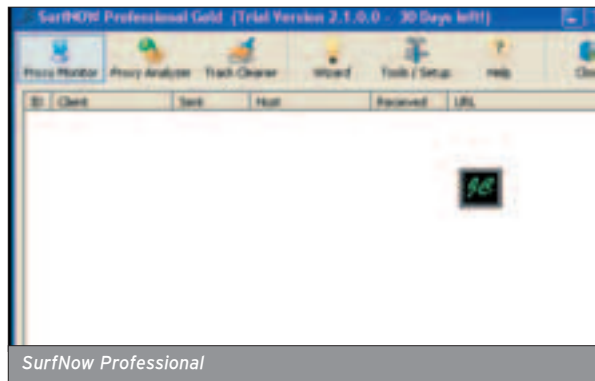 SurfNOW Professional Gold (Trial Version 2.1.0.0 - 30 Days left!)
Proxy Monitor Proxy Analyzer Track Cleaner Wizard Tools / Setup Help
ID Client Sent Host Received URL
SurfNow Professional